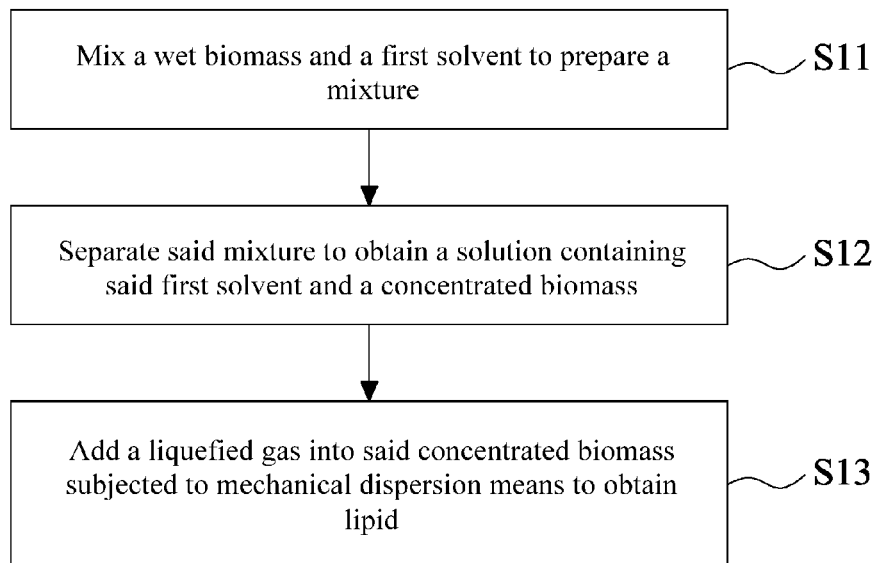 Mix a wet biomass and a first solvent to prepare a
mixture
S11
Separate said mixture to obtain a solution containing
said first solvent and a concentrated biomass
S12
Add a liquefied gas into said concentrated biomass
subjected to mechanical dispersion means to obtain
lipid
S13